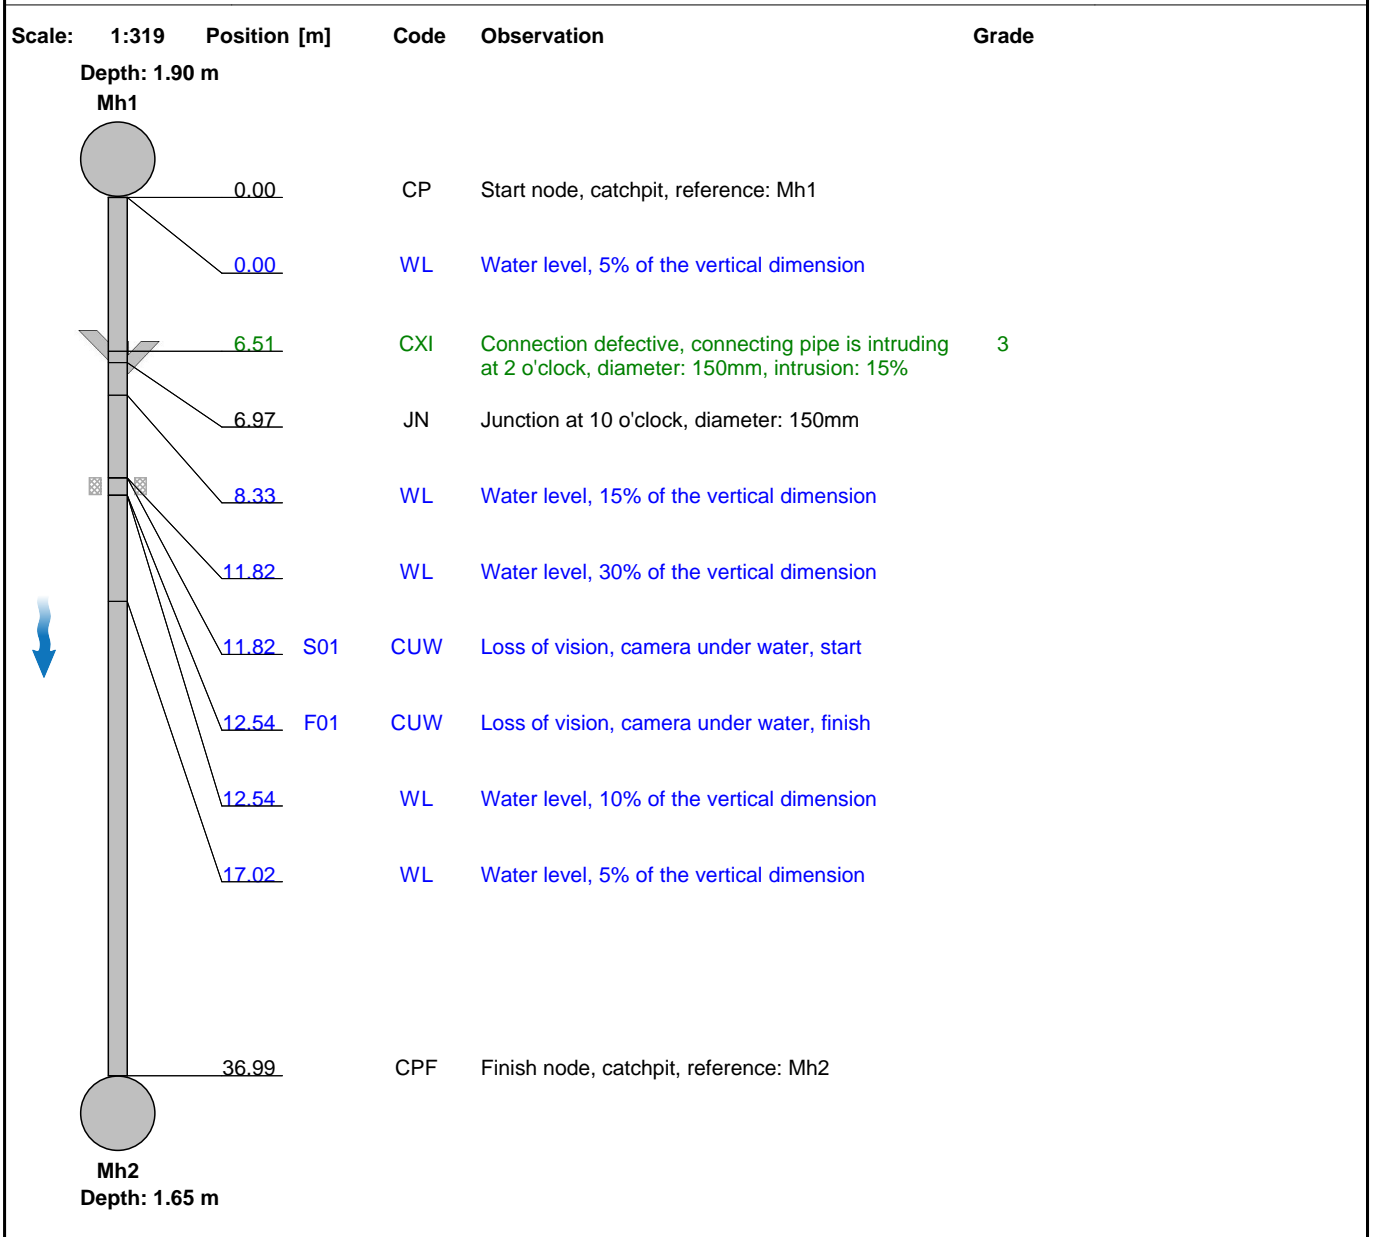 Scale: 1:319 Position [m] Code Observation Grade
Depth: 1.90 m
Mh1
0.00 CP Start node, catchpit, reference: Mh1
0.00 WL Water level, 5% of the vertical dimension
6.51 CXI Connection defective, connecting pipe is intruding 3
at 2 o'clock, diameter: 150mm, intrusion: 15%
6.97 JN Junction at 10 o'clock, diameter: 150mm
8.33 WL Water level, 15% of the vertical dimension
11.82 WL Water level, 30% of the vertical dimension
11.82 S01 CUW Loss of vision, camera under water, start
12.54 F01 CUW Loss of vision, camera under water, finish
12.54 WL Water level, 10% of the vertical dimension
17.02 WL Water level, 5% of the vertical dimension
36.99 CPF Finish node, catchpit, reference: Mh2
Mh2
Depth: 1.65 m